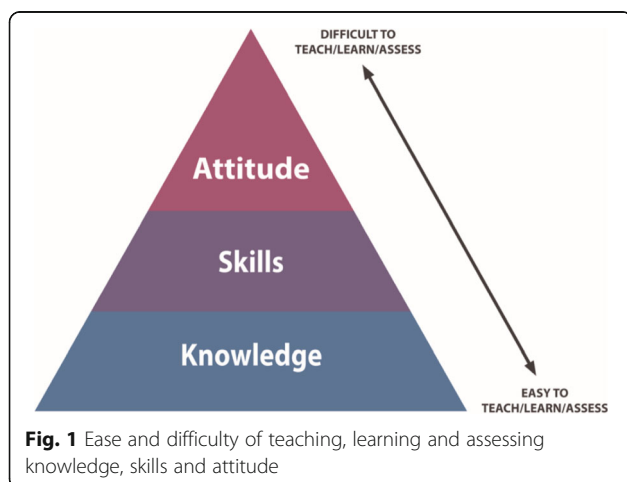 DIFFICULT TO
TEACH/LEARN/ASSESS
Attitude
Skills
Knowledge
EASY TO
TEACH/LEARN/ASSESS
Fig. 1 Ease and difficulty of teaching, learning and assessing
knowledge, skills and attitude